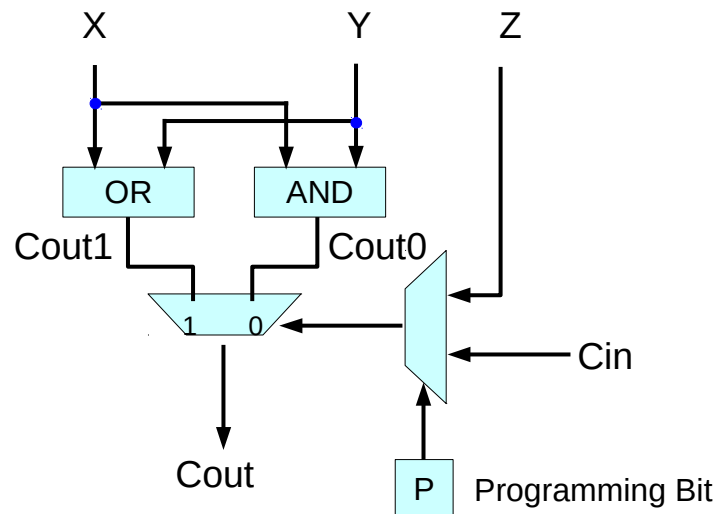 X Y Z
OR AND
Cout1 Cout0
1 0
Cin
Cout
P Programming Bit